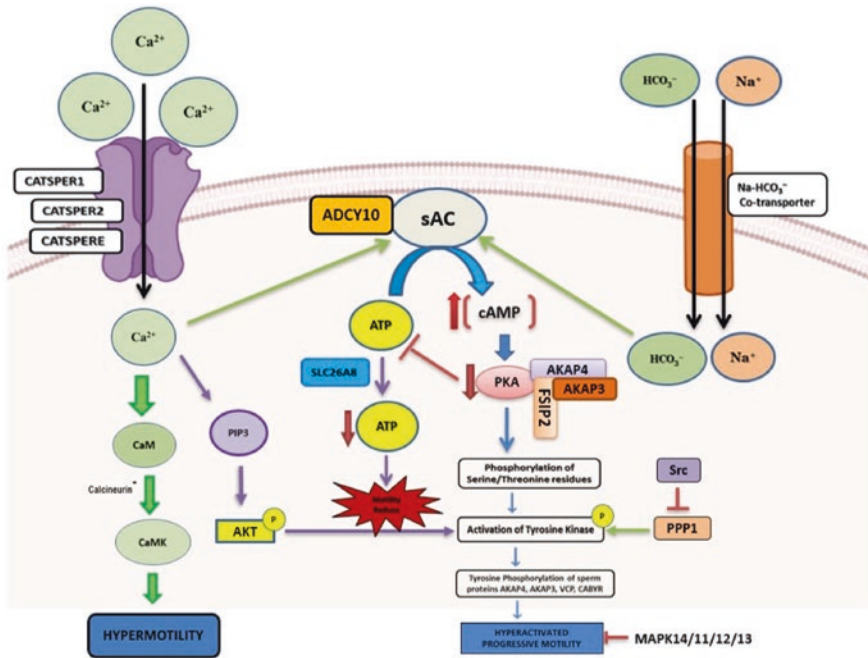 Ca²⁺
Ca²⁺
Ca²⁺
HCO₃⁻
Na⁺
CATSPER1
CATSPER2
CATSPERE
ADCY10
sAC
Na-HCO₃⁻
Co-transporter
Ca²⁺
ATP
cAMP
HCO₃⁻
Na⁺
SLC26A8
PKA
AKAP4
AKAP3
FSIP2
CaM
PIP3
ATP
Calcineurin
Phosphorylation of
Serine/Threonine residues
Src
Motility
Reduce
CaMK
AKT
P
Activation of Tyrosine Kinase
P
PPP1
Tyrosine Phosphorylation of sperm
proteins AKAP4, AKAP3, VCP, CABYR
HYPERMOTILITY
HYPERACTIVATED
PROGRESSIVE MOTILITY
MAPK14/11/12/13